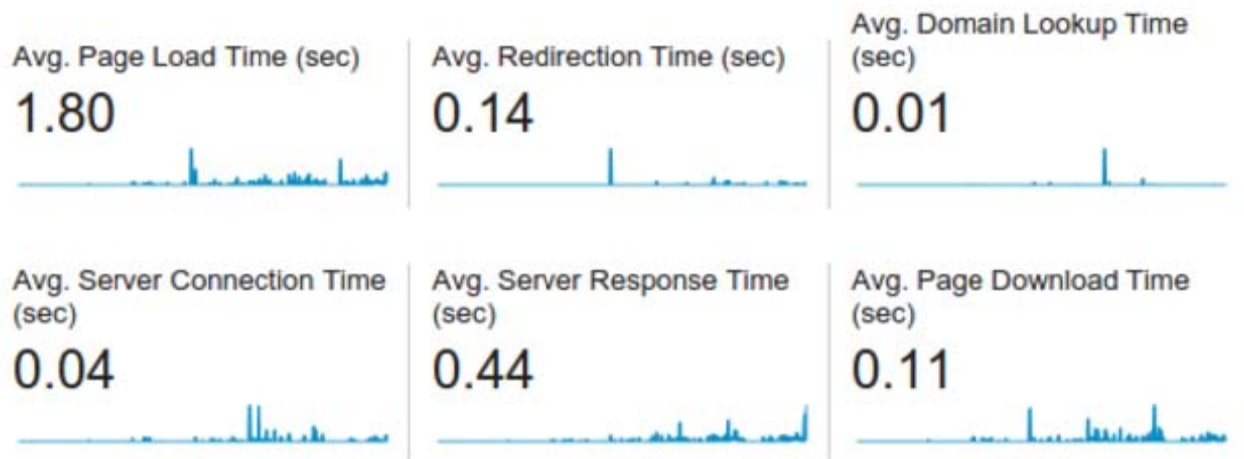 Avg. Page Load Time (sec)
1.80
Avg. Redirection Time (sec)
0.14
Avg. Domain Lookup Time
(sec)
0.01
Avg. Server Connection Time
(sec)
0.04
Avg. Server Response Time
(sec)
0.44
Avg. Page Download Time
(sec)
0.11